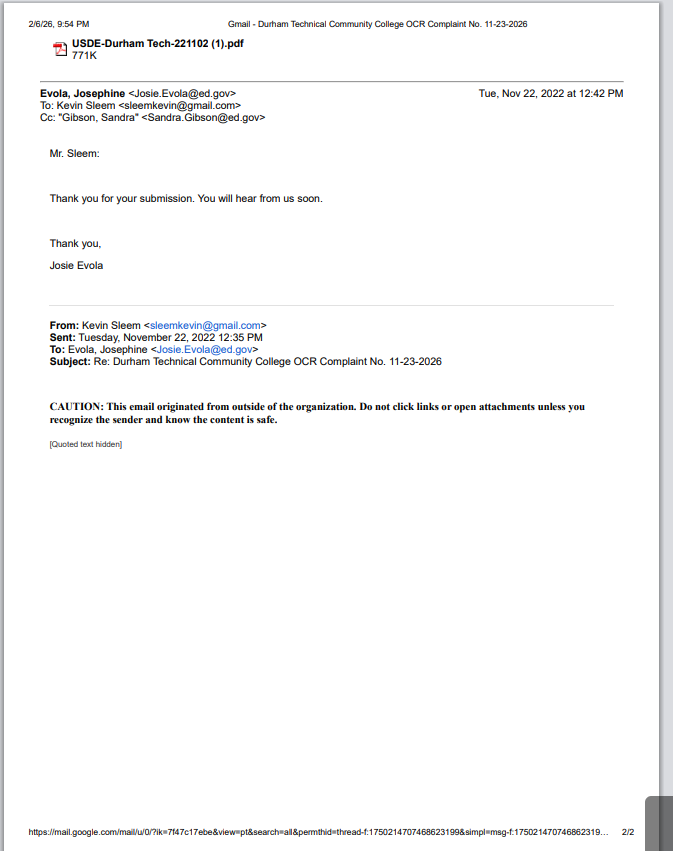 2/6/26, 9:54 PM Gmail - Durham Technical Community College OCR Complaint No. 11-23-2026
USDE-Durham Tech-221102 (1).pdf
771K
Evola, Josephine <Josie.Evola@ed.gov> Tue, Nov 22, 2022 at 12:42 PM
To: Kevin Sleem <sleemkevin@gmail.com>
Cc: "Gibson, Sandra" <Sandra.Gibson@ed.gov>
Mr. Sleem:
Thank you for your submission. You will hear from us soon.
Thank you,
Josie Evola
From: Kevin Sleem <sleemkevin@gmail.com>
Sent: Tuesday, November 22, 2022 12:35 PM
To: Evola, Josephine <Josie.Evola@ed.gov>
Subject: Re: Durham Technical Community College OCR Complaint No. 11-23-2026
CAUTION: This email originated from outside of the organization. Do not click links or open attachments unless you
recognize the sender and know the content is safe.
[Quoted text hidden]
https://mail.google.com/mail/u/0/?ik=7f47c17ebe&view=pt&search=all&permthid=thread-f:1750214707468623199&simpl=msg-f:175021470746862319… 2/2